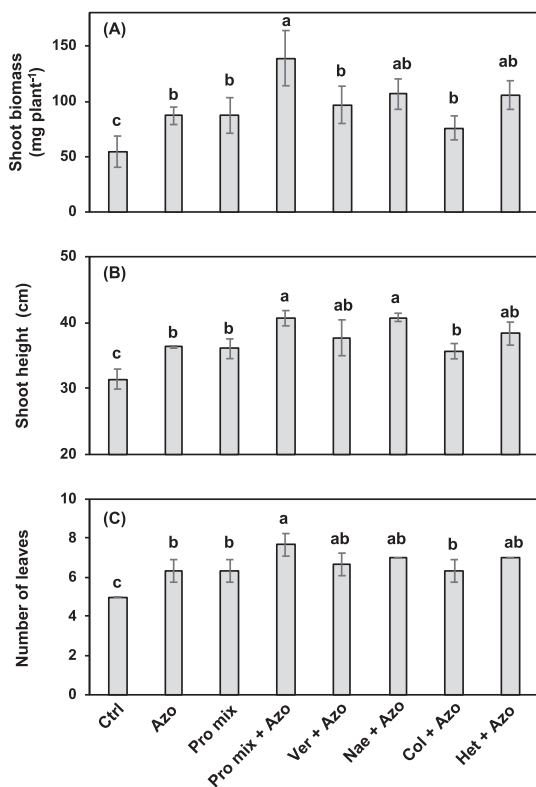 (A)
Shoot biomass
(mg plant⁻¹)
150
100
50
0
c
b
b
a
b
ab
b
ab
(B)
Shoot height (cm)
50
40
30
20
c
b
b
a
ab
a
b
ab
(C)
Number of leaves
10
8
6
4
2
0
c
b
b
a
ab
ab
b
ab
Ctrl
Azo
Pro mix
Pro mix + Azo
Ver + Azo
Nae + Azo
Col + Azo
Het + Azo